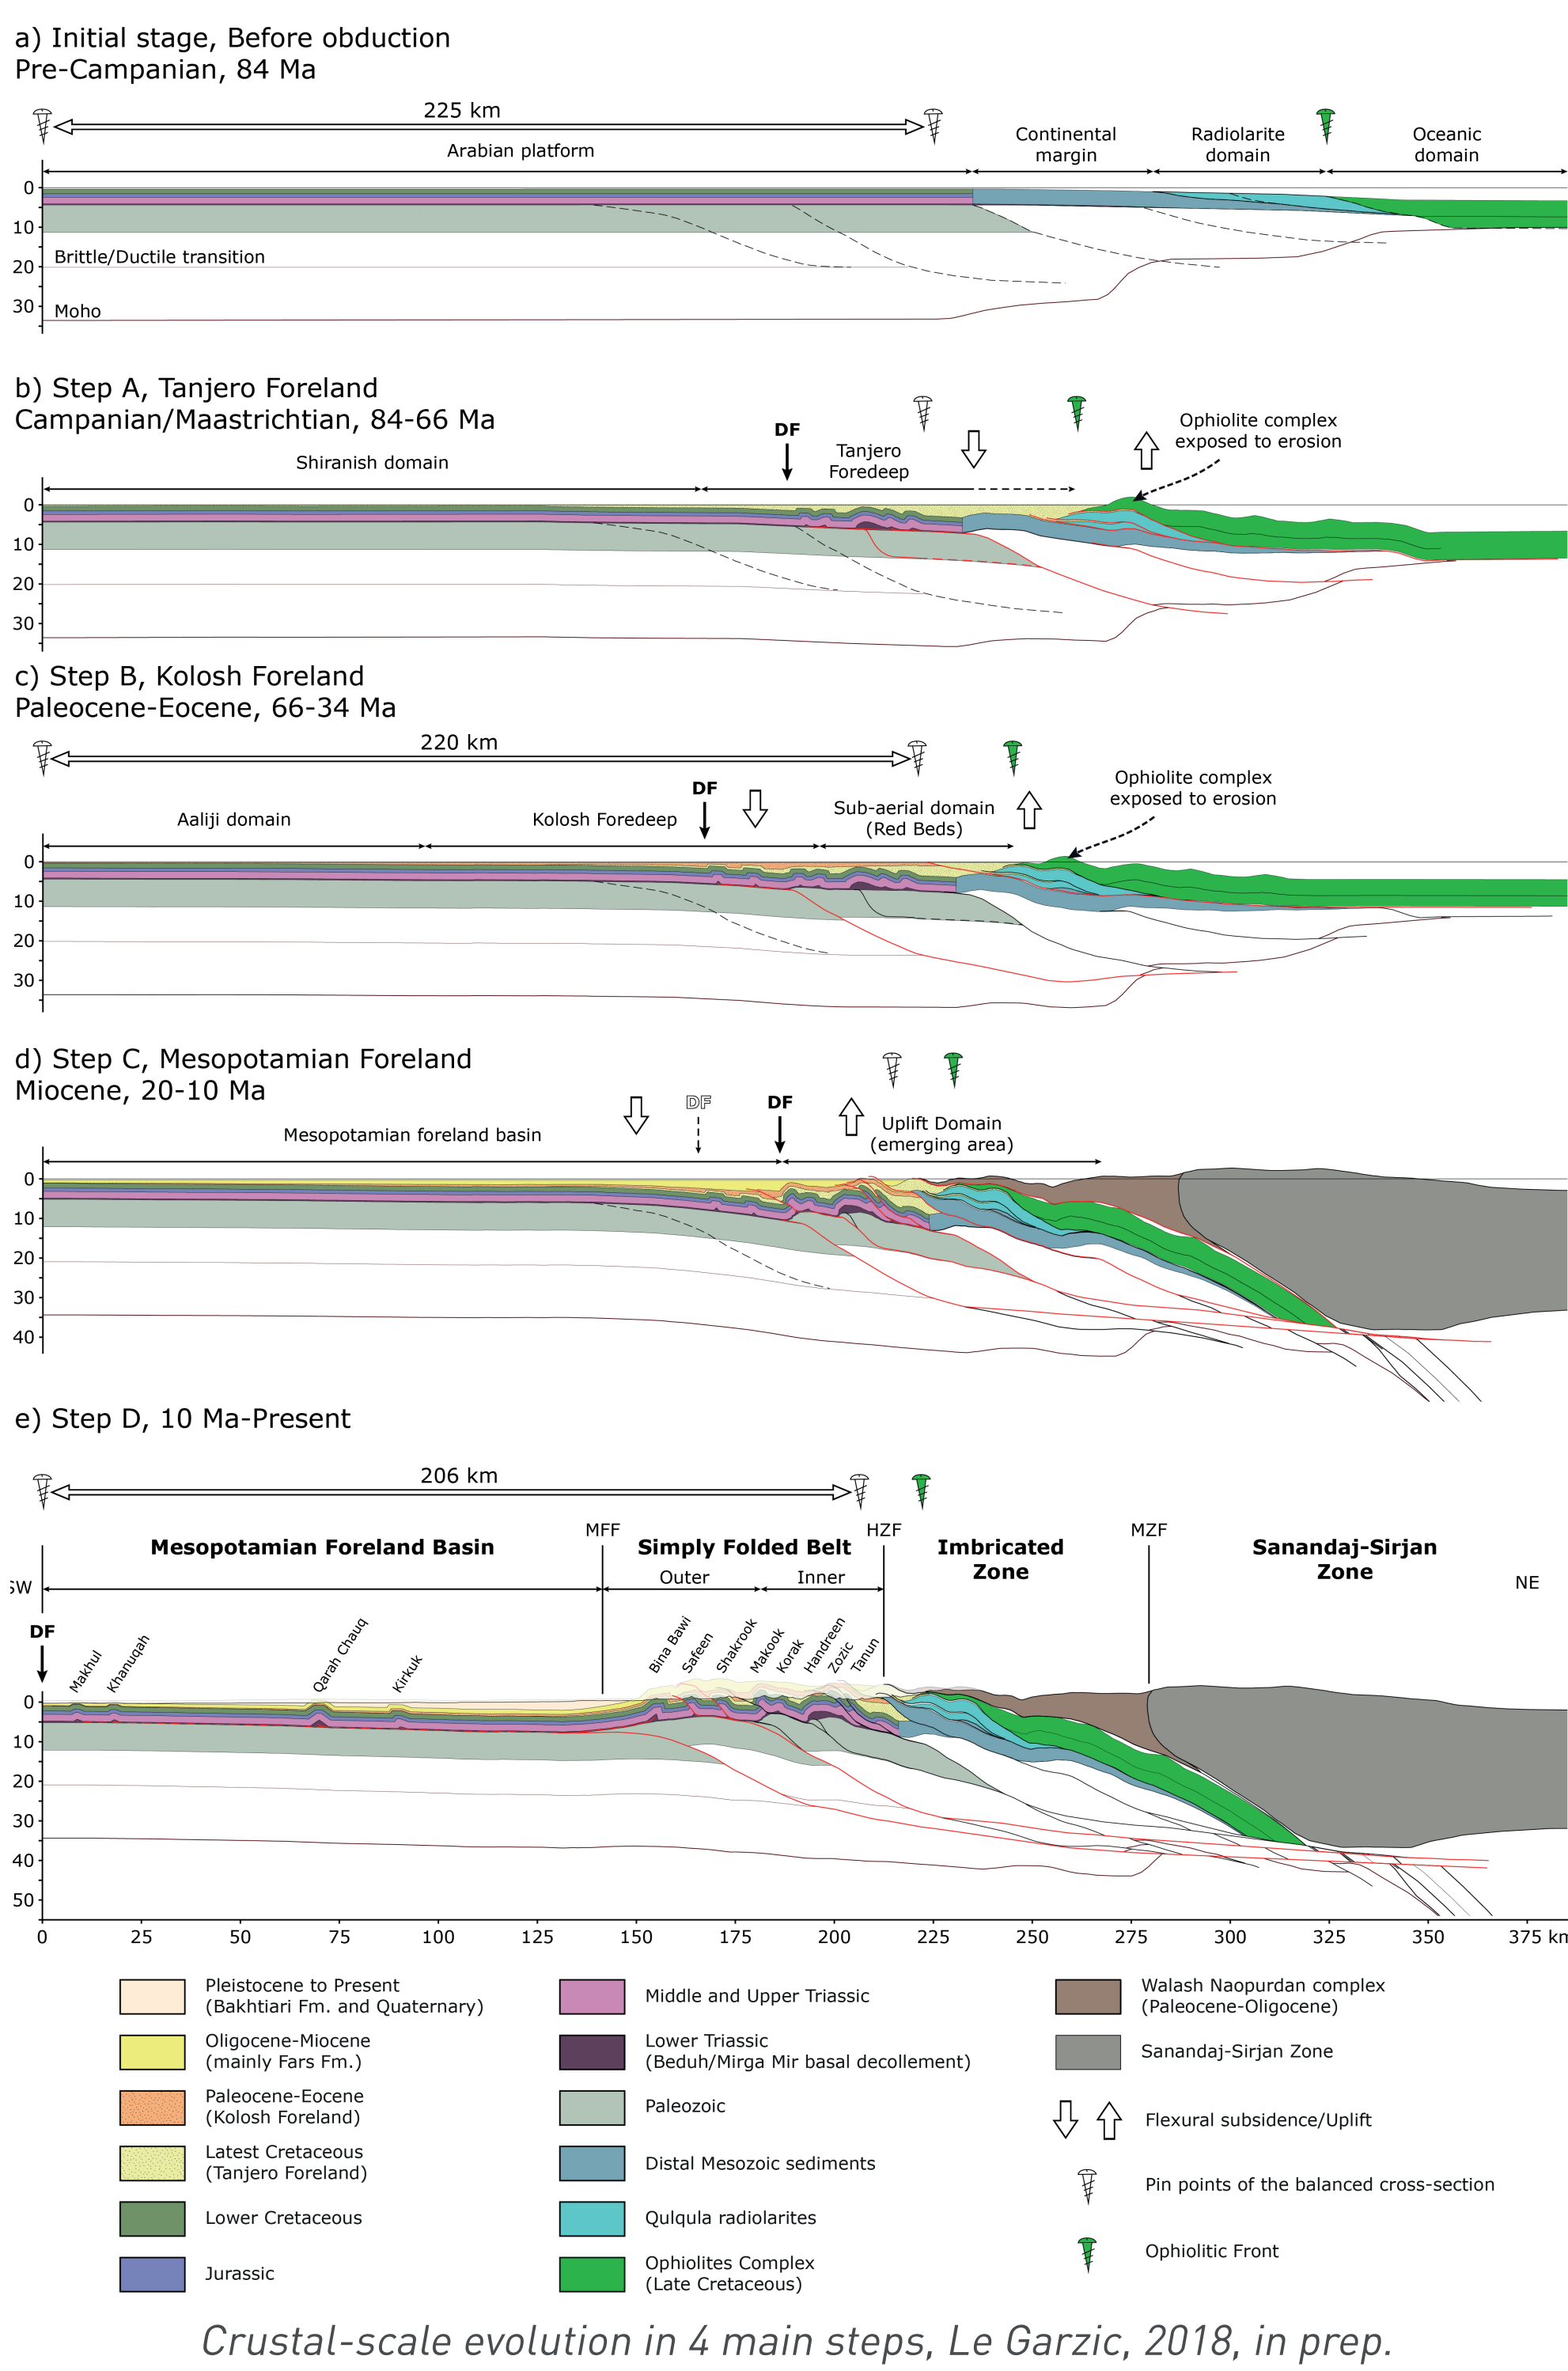 a) Initial stage, Before obduction
Pre-Campanian, 84 Ma
225 km
Arabian platform
Continental
margin
Radiolarite
domain
Oceanic
domain
0
10
20
30
Brittle/Ductile transition
Moho
b) Step A, Tanjero Foreland
Campanian/Maastrichtian, 84-66 Ma
Shiranish domain
DF
Tanjero
Foredeep
Ophiolite complex
exposed to erosion
0
10
20
30
c) Step B, Kolosh Foreland
Paleocene-Eocene, 66-34 Ma
220 km
Aaliji domain
Kolosh Foredeep
DF
Sub-aerial domain
(Red Beds)
Ophiolite complex
exposed to erosion
0
10
20
30
d) Step C, Mesopotamian Foreland
Miocene, 20-10 Ma
Mesopotamian foreland basin
DF
DF
Uplift Domain
(emerging area)
0
10
20
30
40
e) Step D, 10 Ma-Present
206 km
MFF
HZF
MZF
Mesopotamian Foreland Basin
Simply Folded Belt
Imbricated
Zone
Sanandaj-Sirjan
Zone
Outer
Inner
SW
NE
DF
Makhul
Khanuqah
Qarah Chauq
Kirkuk
Bina Bawi
Safeen
Shakrook
Makook
Korak
Handreen
Zozic
Tanun
0
10
20
30
40
50
0 25 50 75 100 125 150 175 200 225 250 275 300 325 350 375 km
Pleistocene to Present
(Bakhtiari Fm. and Quaternary)
Oligocene-Miocene
(mainly Fars Fm.)
Paleocene-Eocene
(Kolosh Foreland)
Latest Cretaceous
(Tanjero Foreland)
Lower Cretaceous
Jurassic
Middle and Upper Triassic
Lower Triassic
(Beduh/Mirga Mir basal decollement)
Paleozoic
Distal Mesozoic sediments
Qulqula radiolarites
Ophiolites Complex
(Late Cretaceous)
Walash Naopurdan complex
(Paleocene-Oligocene)
Sanandaj-Sirjan Zone
Flexural subsidence/Uplift
Pin points of the balanced cross-section
Ophiolitic Front
Crustal-scale evolution in 4 main steps, Le Garzic, 2018, in prep.